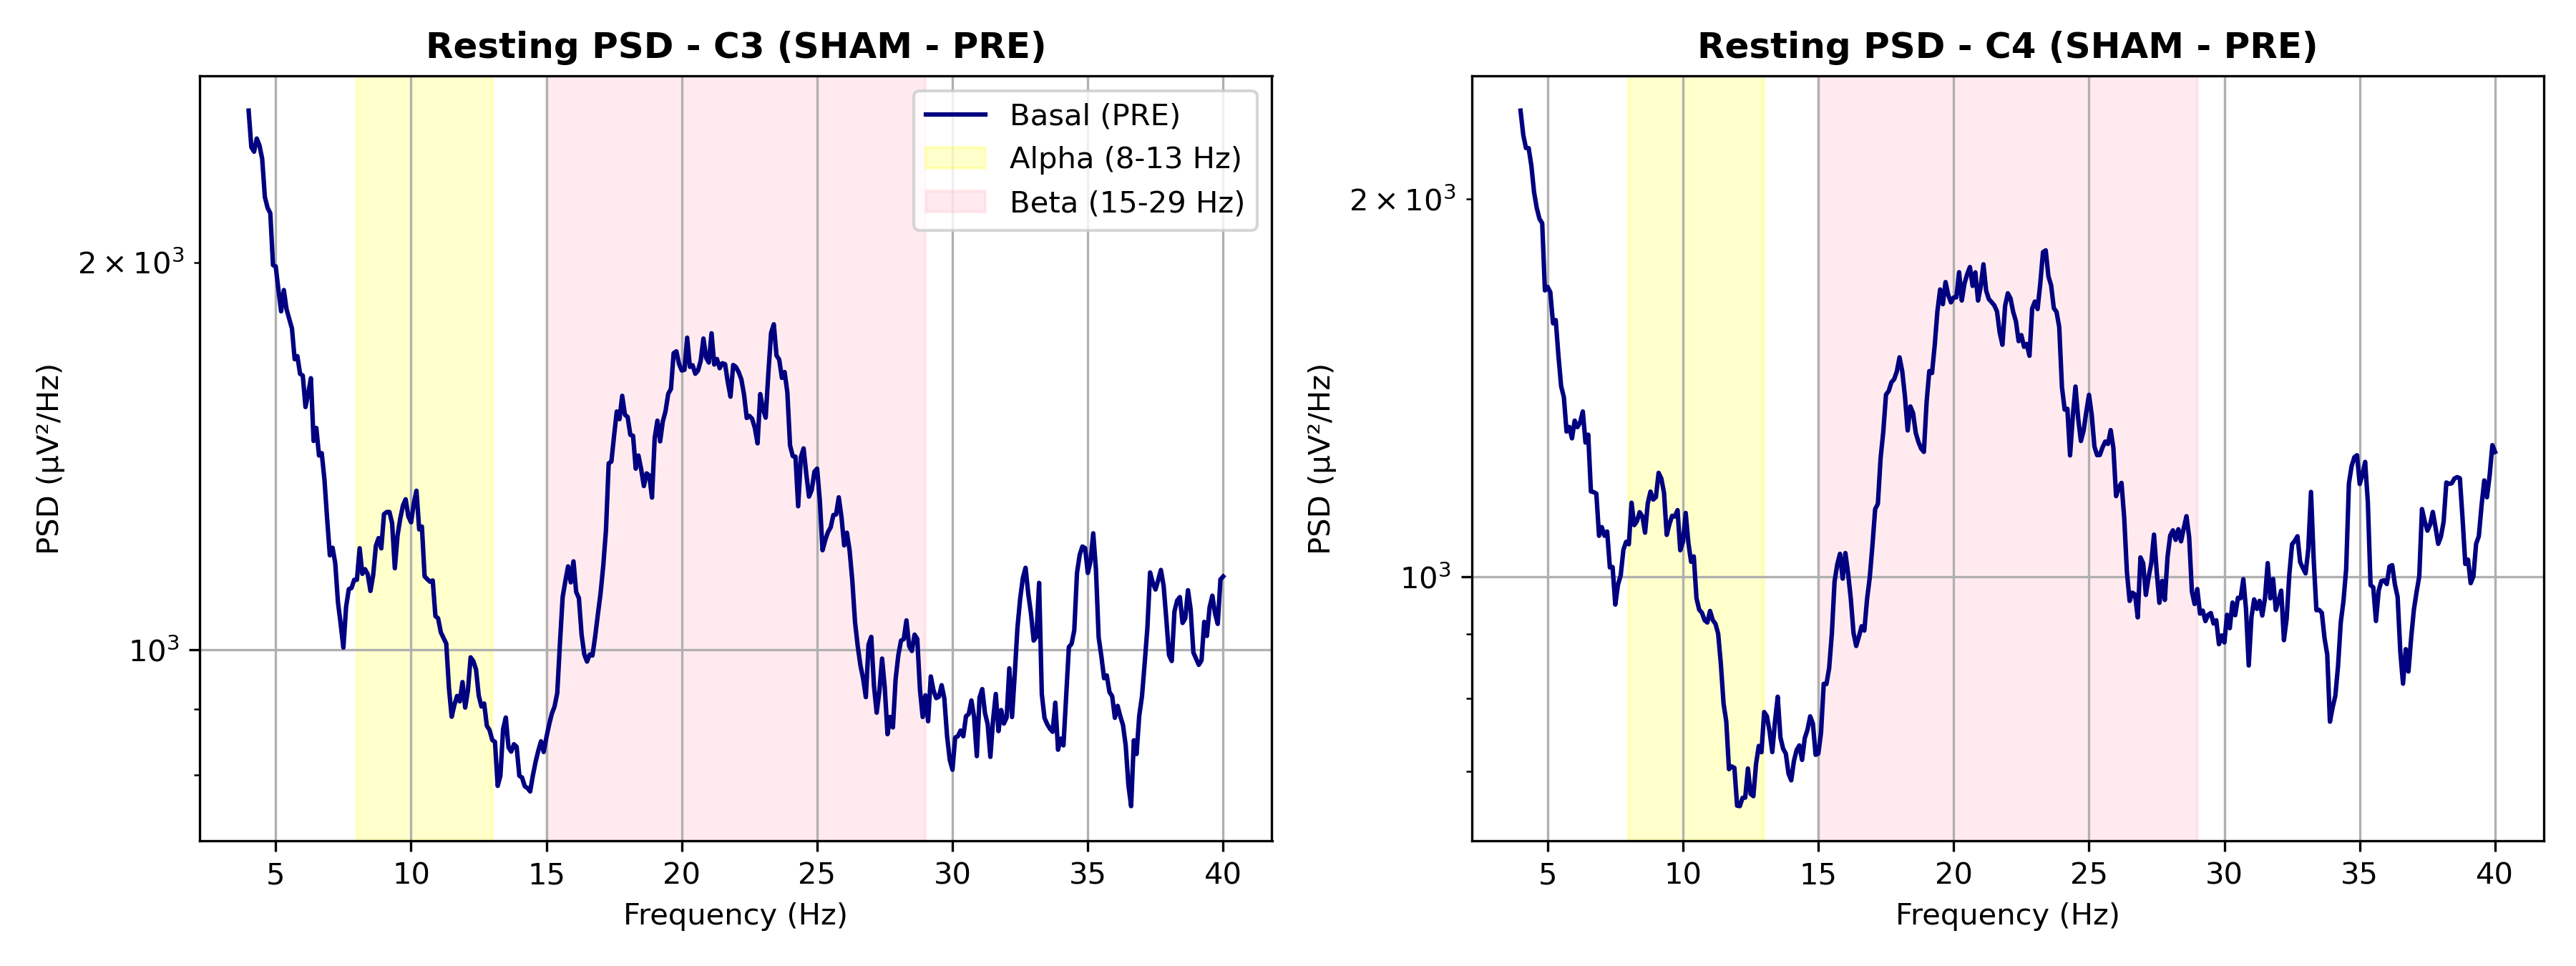 Resting PSD - C3 (SHAM - PRE)
PSD (µV²/Hz)
2 × 10³
10³
Basal (PRE)
Alpha (8-13 Hz)
Beta (15-29 Hz)
5 10 15 20 25 30 35 40
Frequency (Hz)
Resting PSD - C4 (SHAM - PRE)
PSD (µV²/Hz)
2 × 10³
10³
5 10 15 20 25 30 35 40
Frequency (Hz)